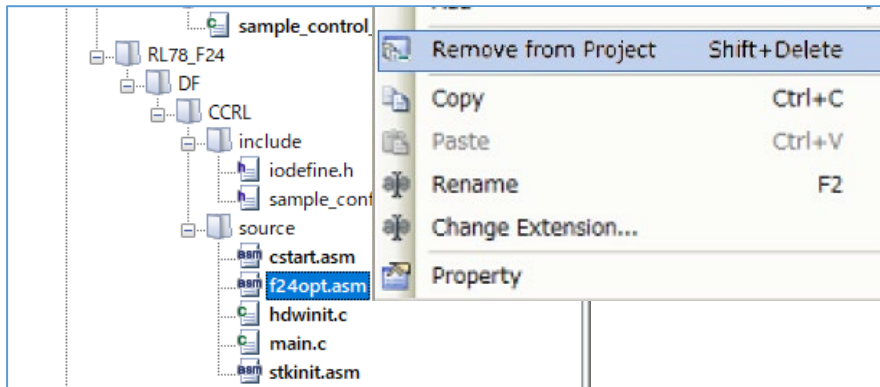 sample_control_
RL78_F24
DF
CCRL
include
iodefine.h
sample_conf
source
cstart.asm
f24opt.asm
hdwinit.c
main.c
stkinit.asm
Remove from Project Shift+Delete
Copy Ctrl+C
Paste Ctrl+V
Rename F2
Change Extension...
Property